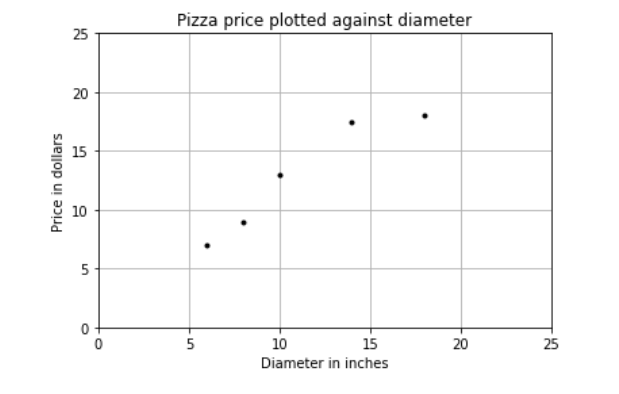 Pizza price plotted against diameter
25
20
15
10
5
0
Price in dollars
0 5 10 15 20 25
Diameter in inches